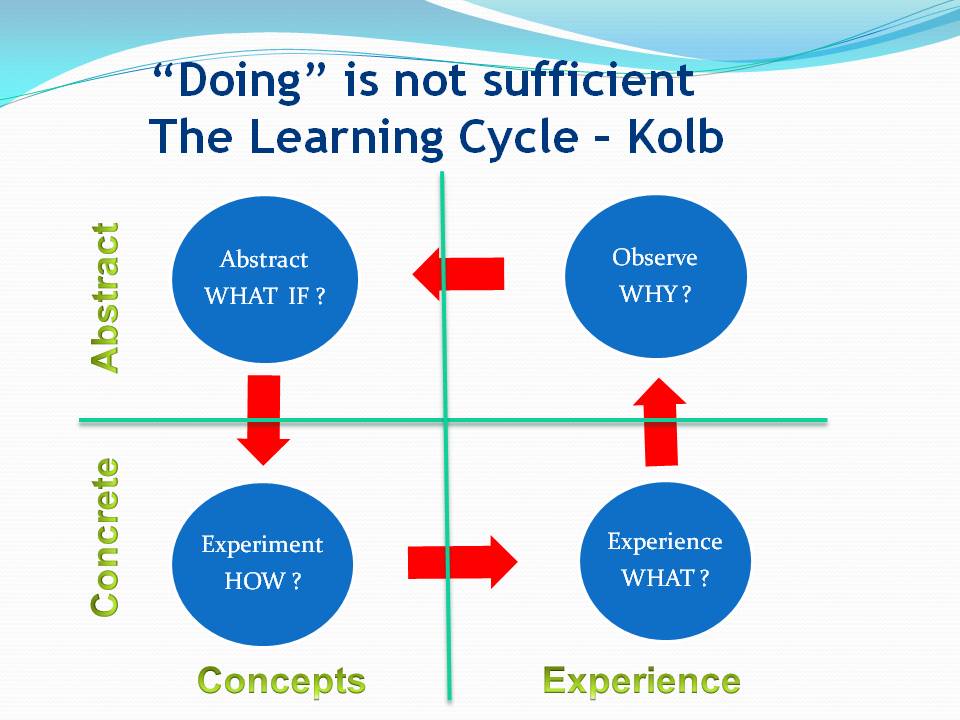 “Doing” is not sufficient
The Learning Cycle – Kolb
Abstract
Abstract
WHAT IF ?
Observe
WHY ?
Concrete
Experiment
HOW ?
Experience
WHAT ?
Concepts
Experience